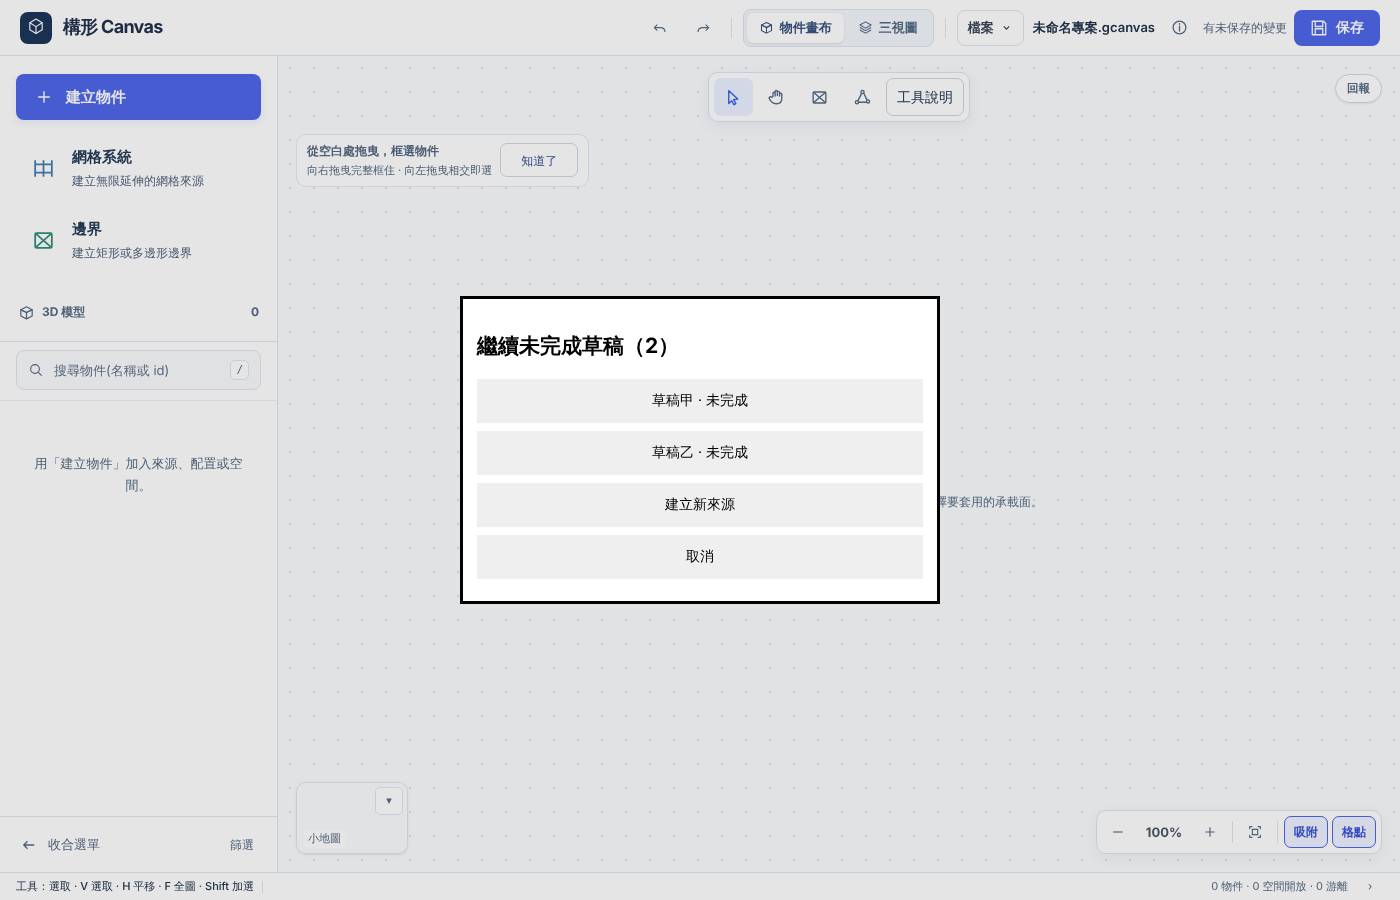 構形 Canvas
物件畫布
三視圖
檔案
未命名專案.gcanvas
有未保存的變更
保存
建立物件
工具說明
回報
從空白處拖曳，框選物件
向右拖曳完整框住 · 向左拖曳相交即選
知道了
網格系統
建立無限延伸的網格來源
邊界
建立矩形或多邊形邊界
3D 模型
0
搜尋物件(名稱或 id)
/
用「建立物件」加入來源、配置或空
間。
繼續未完成草稿（2）
草稿甲 · 未完成
草稿乙 · 未完成
建立新來源
取消
要套用的承載面。
小地圖
收合選單
篩選
100%
吸附
格點
工具：選取 · V 選取 · H 平移 · F 全圖 · Shift 加選
0 物件 · 0 空間開放 · 0 游離